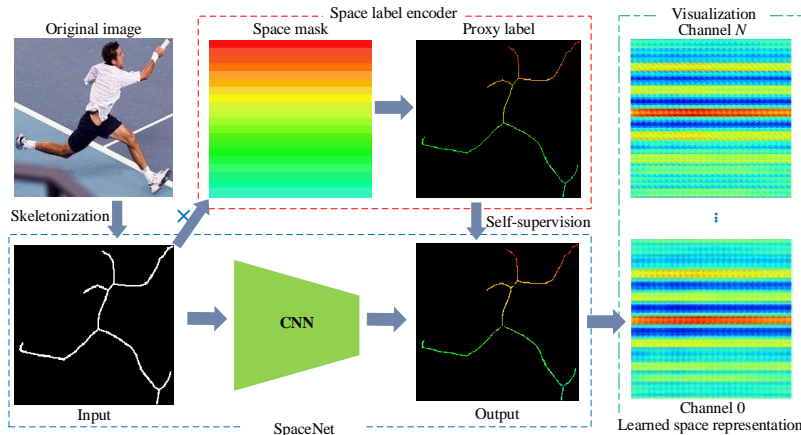 Space label encoder
Visualization
Original image
Space mask
Proxy label
Channel N
Skeletonization
×
Self-supervision
CNN
Input
Output
SpaceNet
Channel 0
Learned space representation